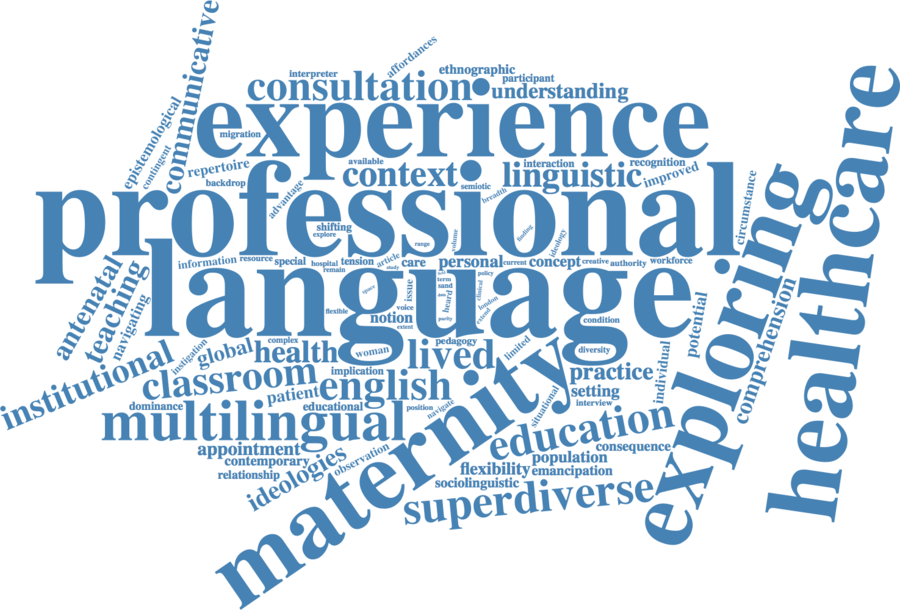 communicative
affordances
interpreter
ethnographic
consultation
participant
understanding
experience
epistemological
contingent
migration
repertoire
backdrop
available
interaction
recognition
context
linguistic
improved
semiotic
breadth
advantage
professional
circumstance
healthcare
exploring
shifting
explore
range
volume
finding
ideology
information
resource
special
hospital
remain
tension
article
study
care
personal
current
concept
creative
authority
workforce
antenatal
teaching
navigating
language
space
issue
term
sand
heard
policy
clinical
london
extend
parity
flexible
voice
notion
extent
condition
potential
comprehension
institutional
instigation
global
complex
health
woman
lived
pedagogy
limited
diversity
individual
classroom
implication
patient
english
practice
setting
interview
situational
maternity
dominance
educational
position
navigate
multilingual
education
consequence
appointment
contemporary
relationship
ideologies
observation
population
flexibility
emancipation
sociolinguistic
superdiverse